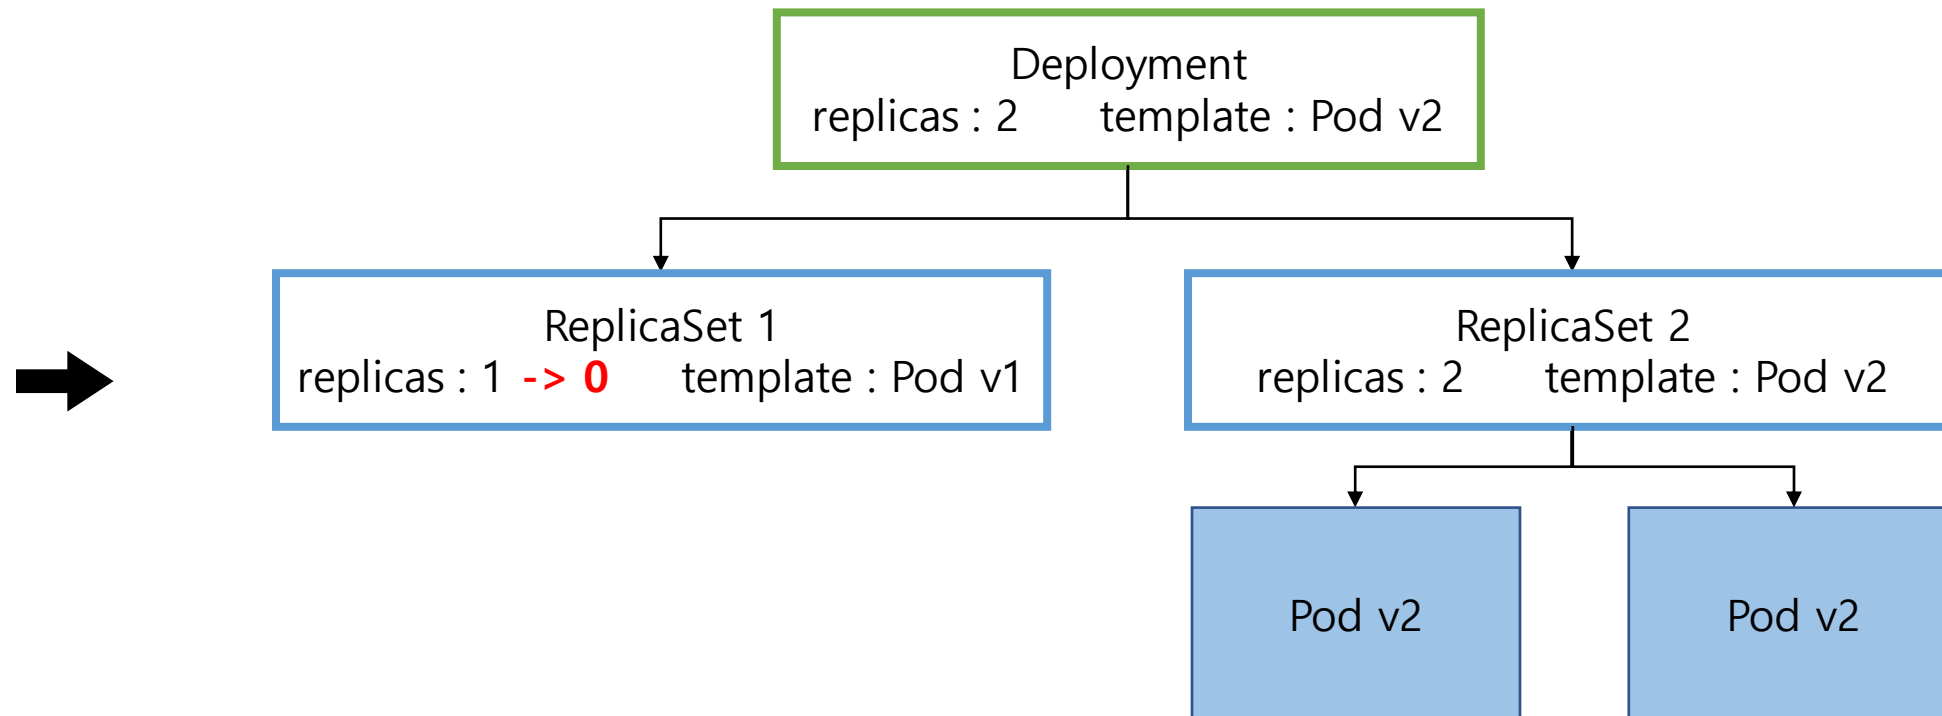 Deployment
replicas : 2 template : Pod v2
ReplicaSet 1
replicas : 1 -> 0 template : Pod v1
ReplicaSet 2
replicas : 2 template : Pod v2
Pod v2
Pod v2